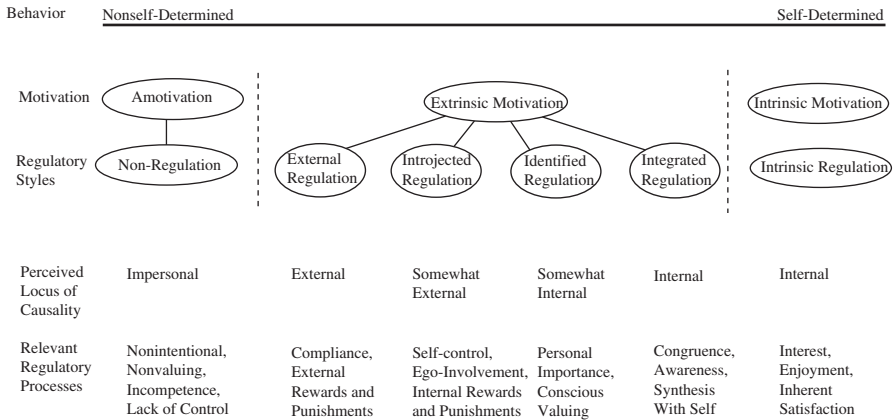 Behavior Nonself-Determined Self-Determined
Motivation Amotivation Extrinsic Motivation Intrinsic Motivation
Regulatory Styles
Non-Regulation
External Regulation
Introjected Regulation
Identified Regulation
Integrated Regulation
Intrinsic Regulation
Perceived Locus of Causality
Impersonal
External
Somewhat External
Somewhat Internal
Internal
Internal
Relevant Regulatory Processes
Nonintentional, Nonvaluing, Incompetence, Lack of Control
Compliance, External Rewards and Punishments
Self-control, Ego-Involvement, Internal Rewards and Punishments
Personal Importance, Conscious Valuing
Congruence, Awareness, Synthesis With Self
Interest, Enjoyment, Inherent Satisfaction